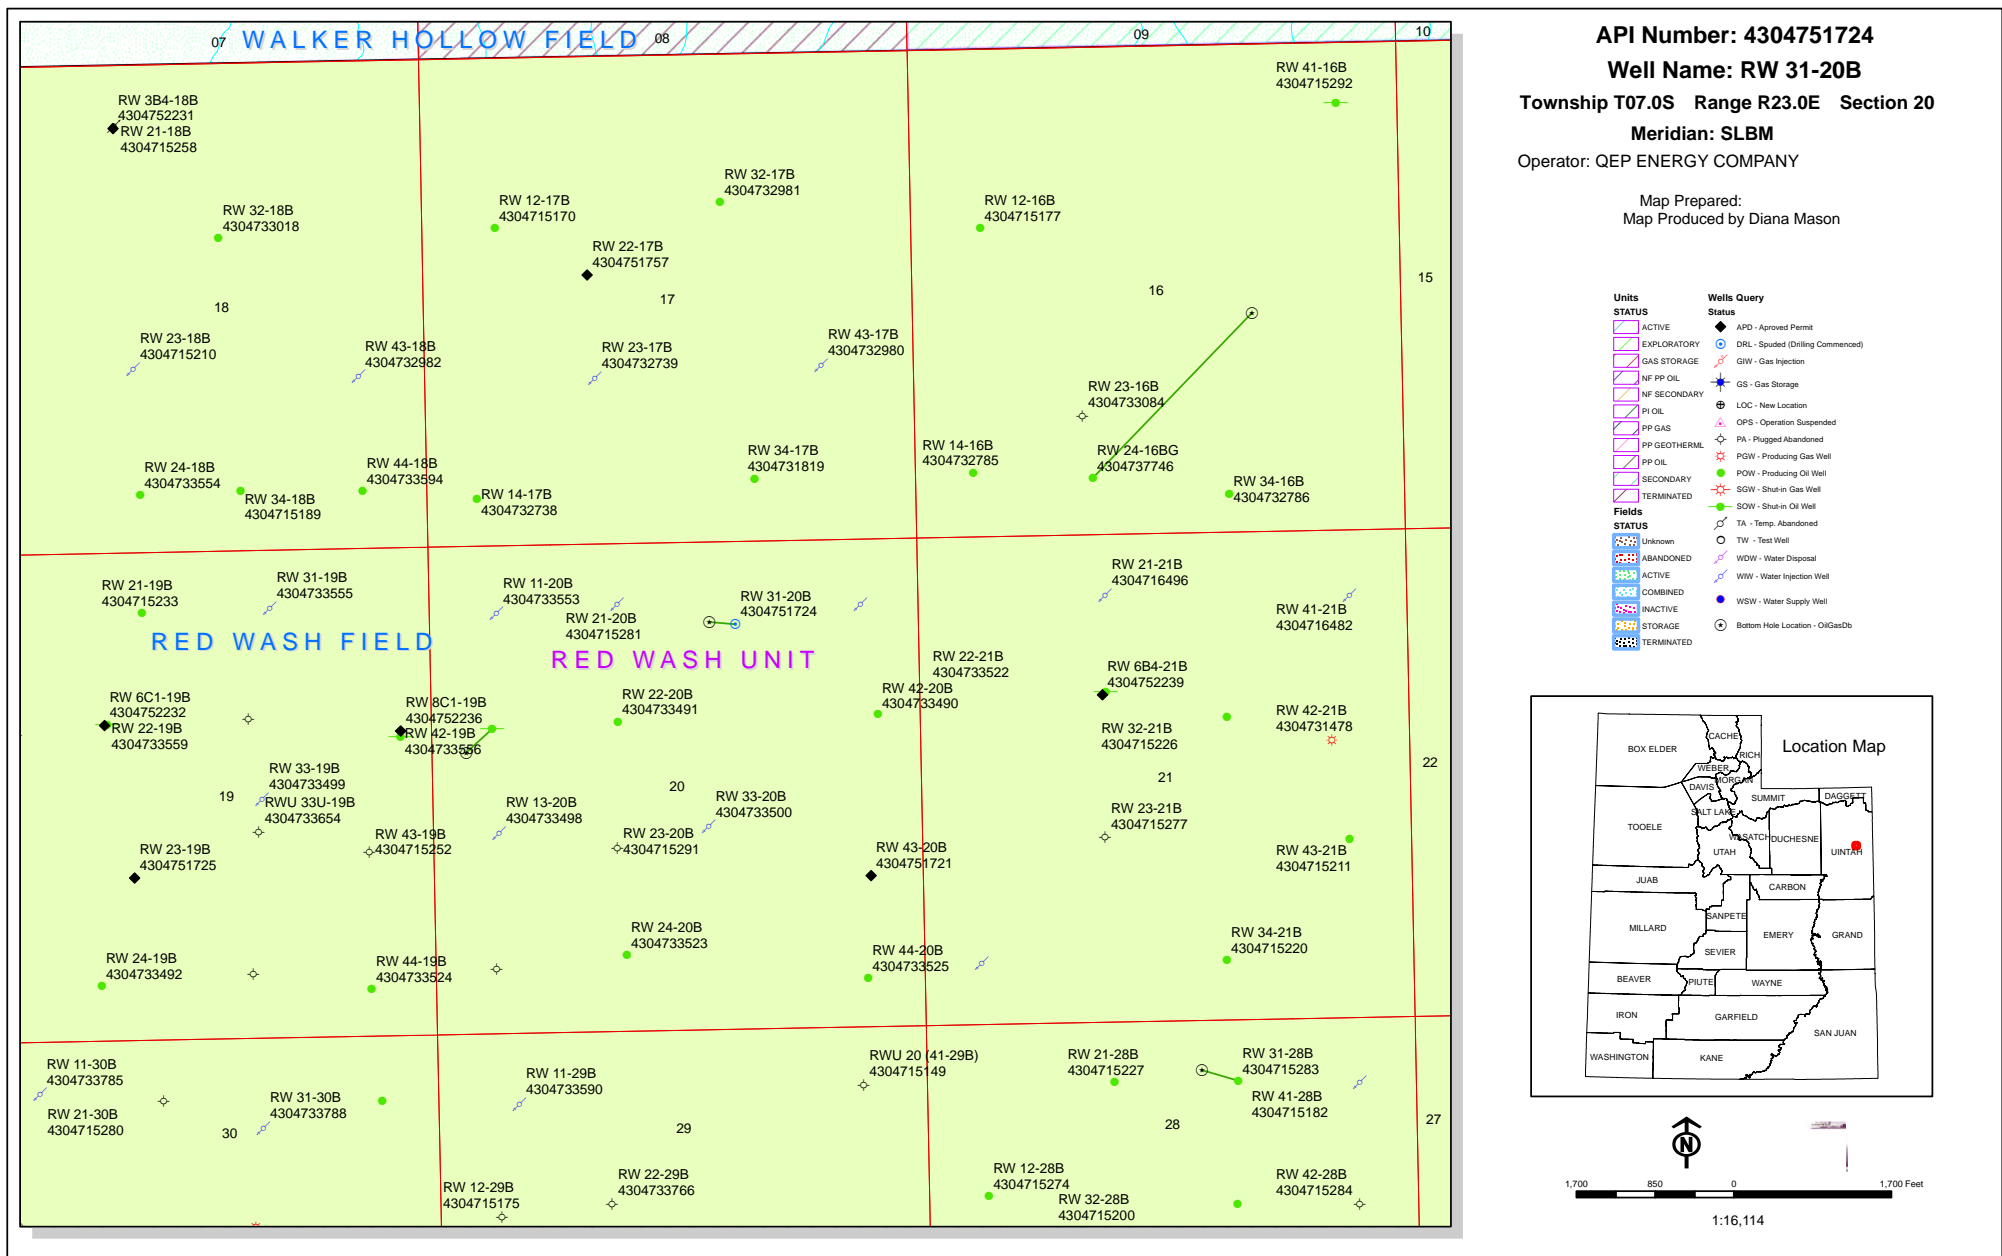 API Number: 4304751724
Well Name: RW 31-20B
Township T07.0S Range R23.0E Section 20
Meridian: SLBM
Operator: QEP ENERGY COMPANY
Map Prepared:
Map Produced by Diana Mason
07
WALKER HOLLOW FIELD
08
09
10
RW 41-16B
4304715292
RW 3B4-18B
4304752231
RW 21-18B
4304715258
RW 32-17B
4304732981
RW 32-18B
4304733018
RW 12-17B
4304715170
RW 12-16B
4304715177
RW 22-17B
4304751757
18
17
16
15
RW 23-18B
4304715210
RW 43-18B
4304732982
RW 23-17B
4304732739
RW 43-17B
4304732980
RW 23-16B
4304733084
RW 24-18B
4304733554
RW 34-18B
4304715189
RW 44-18B
4304733594
RW 14-17B
4304732738
RW 34-17B
4304731819
RW 14-16B
4304732785
RW 24-16BG
4304737746
RW 34-16B
4304732786
RW 21-19B
4304715233
RW 31-19B
4304733555
RW 11-20B
4304733553
RW 21-20B
4304715281
RW 31-20B
4304751724
RW 21-21B
4304716496
RW 41-21B
4304716482
RED WASH FIELD
RED WASH UNIT
RW 22-21B
4304733522
RW 6C1-19B
4304752232
RW 22-19B
4304733559
RW 8C1-19B
4304752236
RW 42-19B
4304733556
RW 22-20B
4304733491
RW 42-20B
4304733490
RW 6B4-21B
4304752239
RW 32-21B
4304715226
RW 42-21B
4304731478
19
20
21
22
RW 33-19B
4304733499
RWU 33U-19B
4304733654
RW 43-19B
4304715252
RW 13-20B
4304733498
RW 23-20B
4304715291
RW 33-20B
4304733500
RW 23-21B
4304715277
RW 43-21B
4304715211
RW 23-19B
4304751725
RW 43-20B
4304751721
RW 24-19B
4304733492
RW 44-19B
4304733524
RW 24-20B
4304733523
RW 44-20B
4304733525
RW 34-21B
4304715220
RW 11-30B
4304733785
RW 21-30B
4304715280
RW 31-30B
4304733788
RW 11-29B
4304733590
RWU 20 (41-29B)
4304715149
RW 21-28B
4304715227
RW 31-28B
4304715283
RW 41-28B
4304715182
30
29
28
27
RW 12-29B
4304715175
RW 22-29B
4304733766
RW 12-28B
4304715274
RW 32-28B
4304715200
RW 42-28B
4304715284
Units
STATUS
ACTIVE
EXPLORATORY
GAS STORAGE
NF PP OIL
NF SECONDARY
PI OIL
PP GAS
PP GEOTHERML
PP OIL
SECONDARY
TERMINATED
Fields
STATUS
Unknown
ABANDONED
ACTIVE
COMBINED
INACTIVE
STORAGE
TERMINATED
Wells Query
Status
APD - Aproved Permit
DRL - Spuded (Drilling Commenced)
GIW - Gas Injection
GS - Gas Storage
LOC - New Location
OPS - Operation Suspended
PA - Plugged Abandoned
PGW - Producing Gas Well
POW - Producing Oil Well
SGW - Shut-in Gas Well
SOW - Shut-in Oil Well
TA - Temp. Abandoned
TW - Test Well
WDW - Water Disposal
WIW - Water Injection Well
WSW - Water Supply Well
Bottom Hole Location - OilGasDb
Location Map
BOX ELDER
CACHE
RICH
WEBER
MORGAN
DAVIS
SUMMIT
DAGGETT
SALT LAKE
TOOELE
WASATCH
DUCHESNE
UTAH
UINTAH
JUAB
CARBON
SANPETE
MILLARD
EMERY
GRAND
SEVIER
BEAVER
PIUTE
WAYNE
IRON
GARFIELD
SAN JUAN
WASHINGTON
KANE
N
1,700 850 0 1,700 Feet
1:16,114